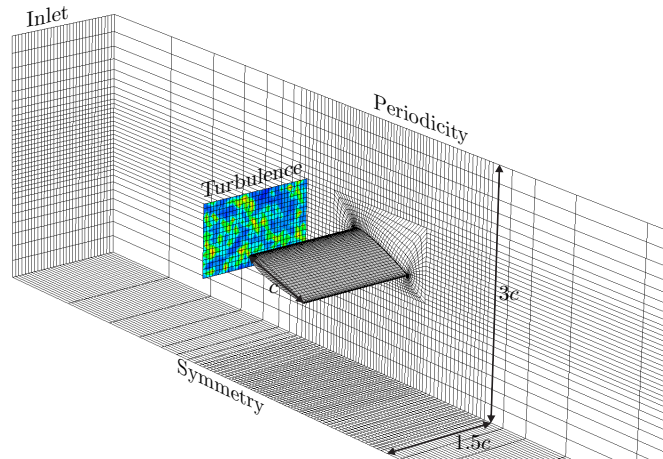 Inlet
Periodicity
Turbulence
c
3c
Symmetry
1.5c